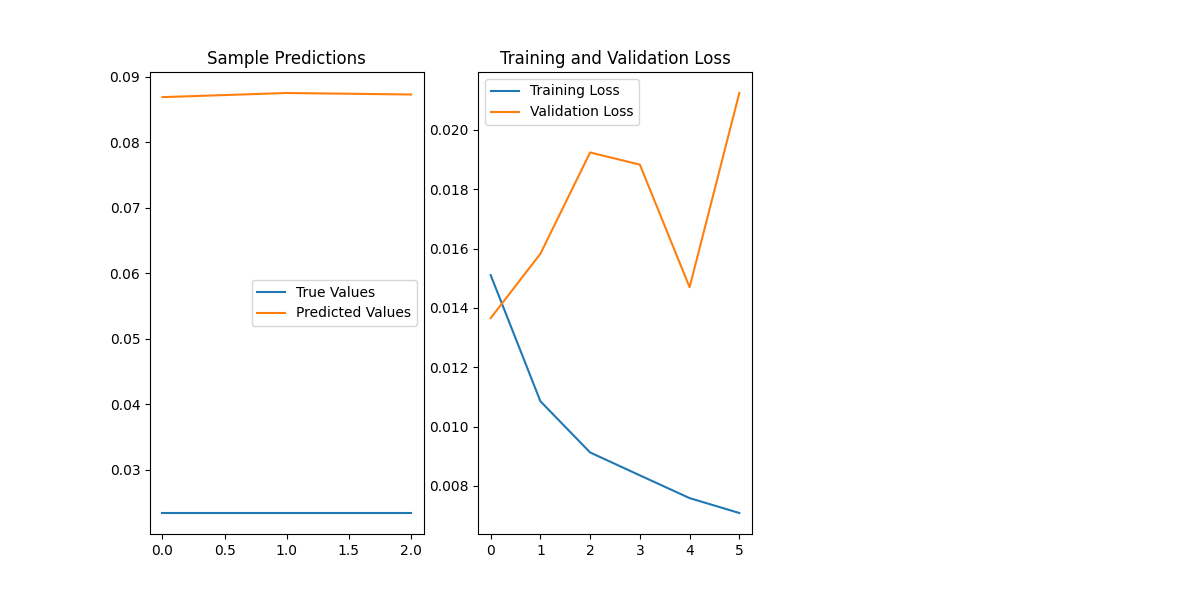 Sample Predictions
0.09
0.08
0.07
0.06
0.05
0.04
0.03
True Values
Predicted Values
0.0 0.5 1.0 1.5 2.0
Training and Validation Loss
Training Loss
Validation Loss
0.020
0.018
0.016
0.014
0.012
0.010
0.008
0 1 2 3 4 5